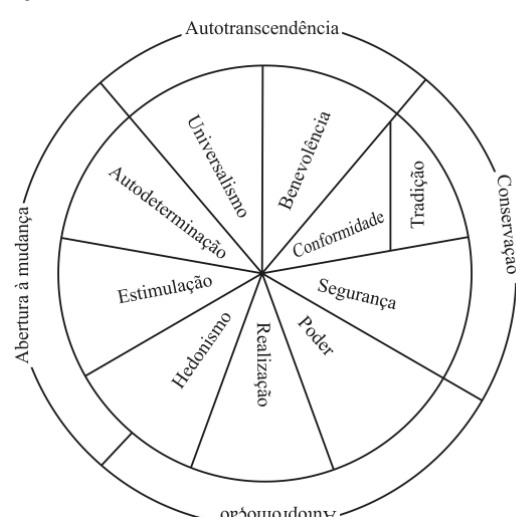 Autotranscendência
Universalismo
Benevolência
Autodeterminação
Conformidade
Tradição
Conservação
Abertura à mudança
Estimulação
Segurança
Hedonismo
Realização
Poder
Autopromoção